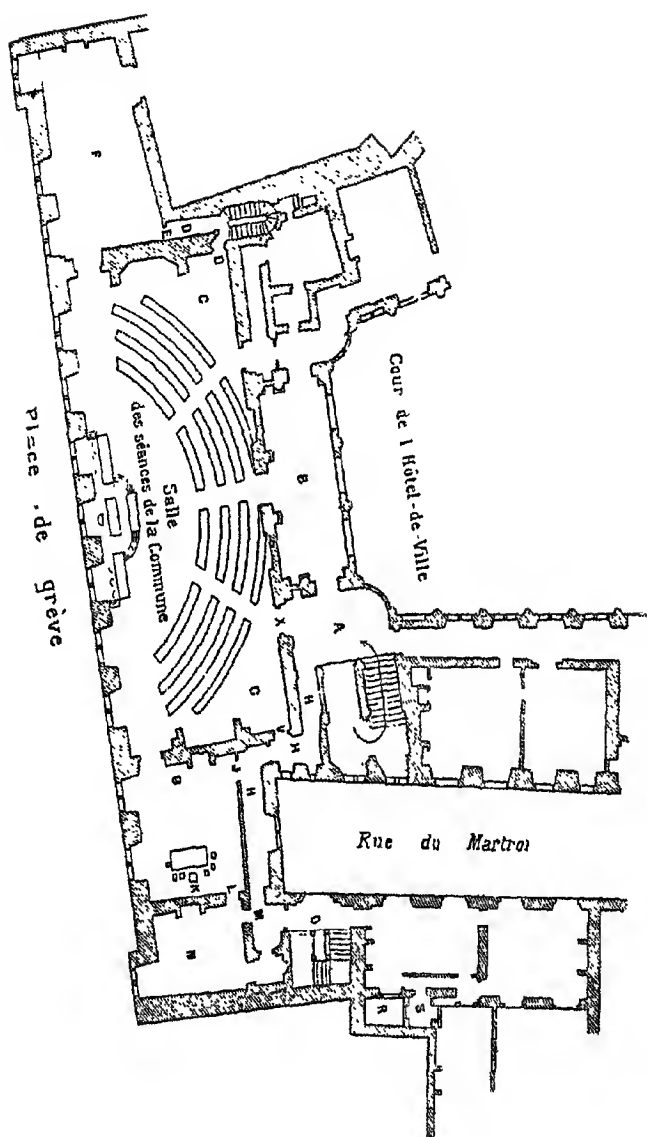 F
E
D
D
C
Cour de l Hôtel-de-Ville
B
Salle
des séances de la Commune
Place .de grève
A
X
H
C
V
H
J
H
G
Rue du Martroi
K
L
M
O
N
S
R